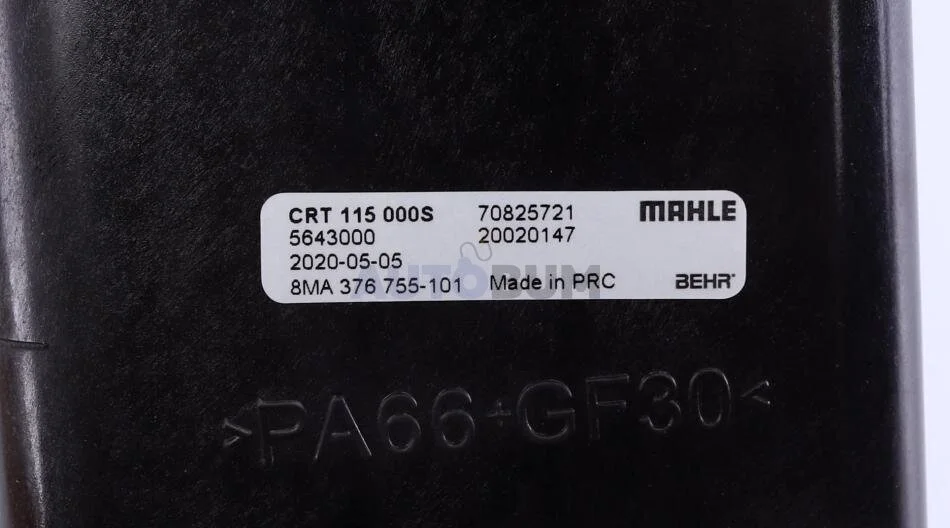 CRT 115 000S 70825721 MAHLE
5643000 20020147
2020-05-05
AUTOBUM
8MA 376 755-101 Made in PRC BEHR
>PA66+GF30<